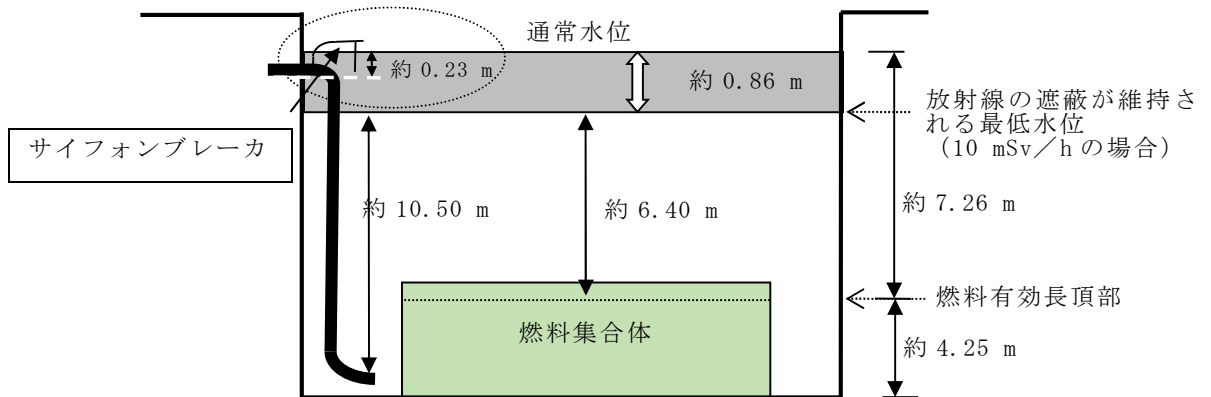 通常水位
約 0.23 m
約 0.86 m
放射線の遮蔽が維持さ
れる最低水位
（10 mSv／h の場合）
サイフォンブレーカ
約 10.50 m
約 6.40 m
約 7.26 m
燃料有効長頂部
燃料集合体
約 4.25 m